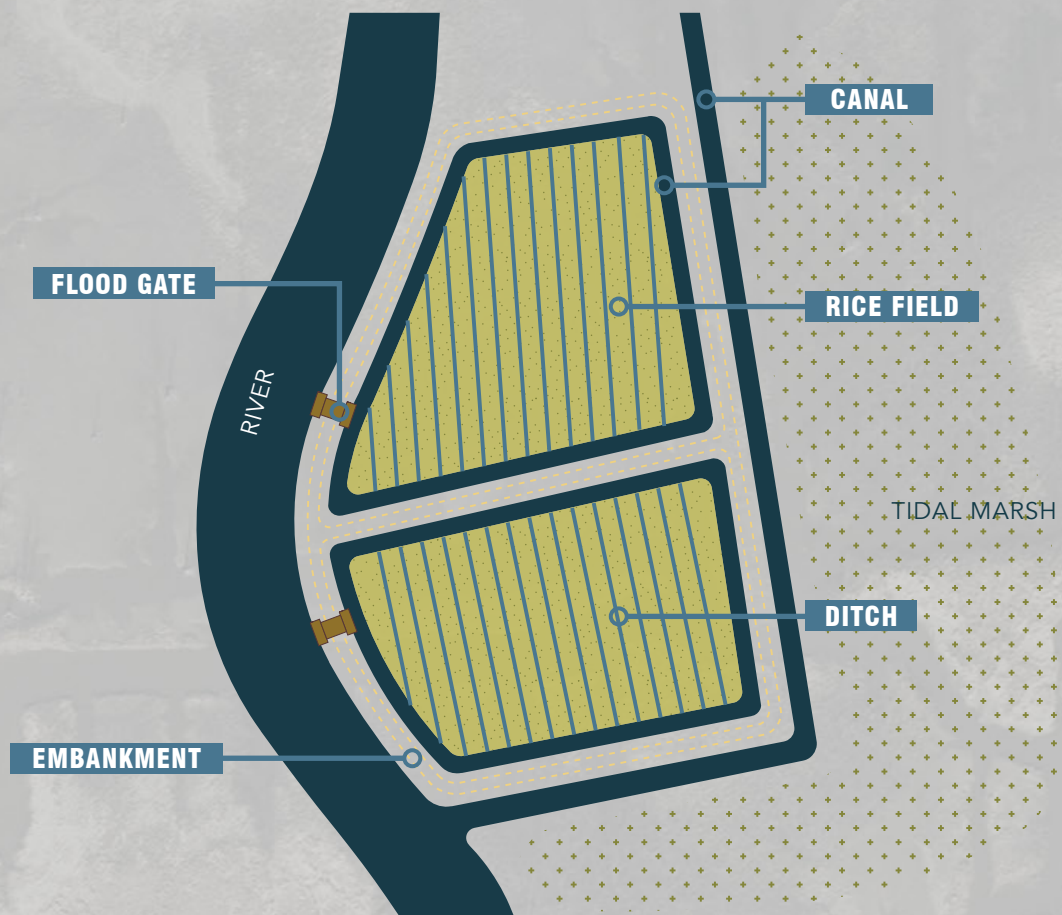 CANAL
FLOOD GATE
RICE FIELD
RIVER
TIDAL MARSH
DITCH
EMBANKMENT